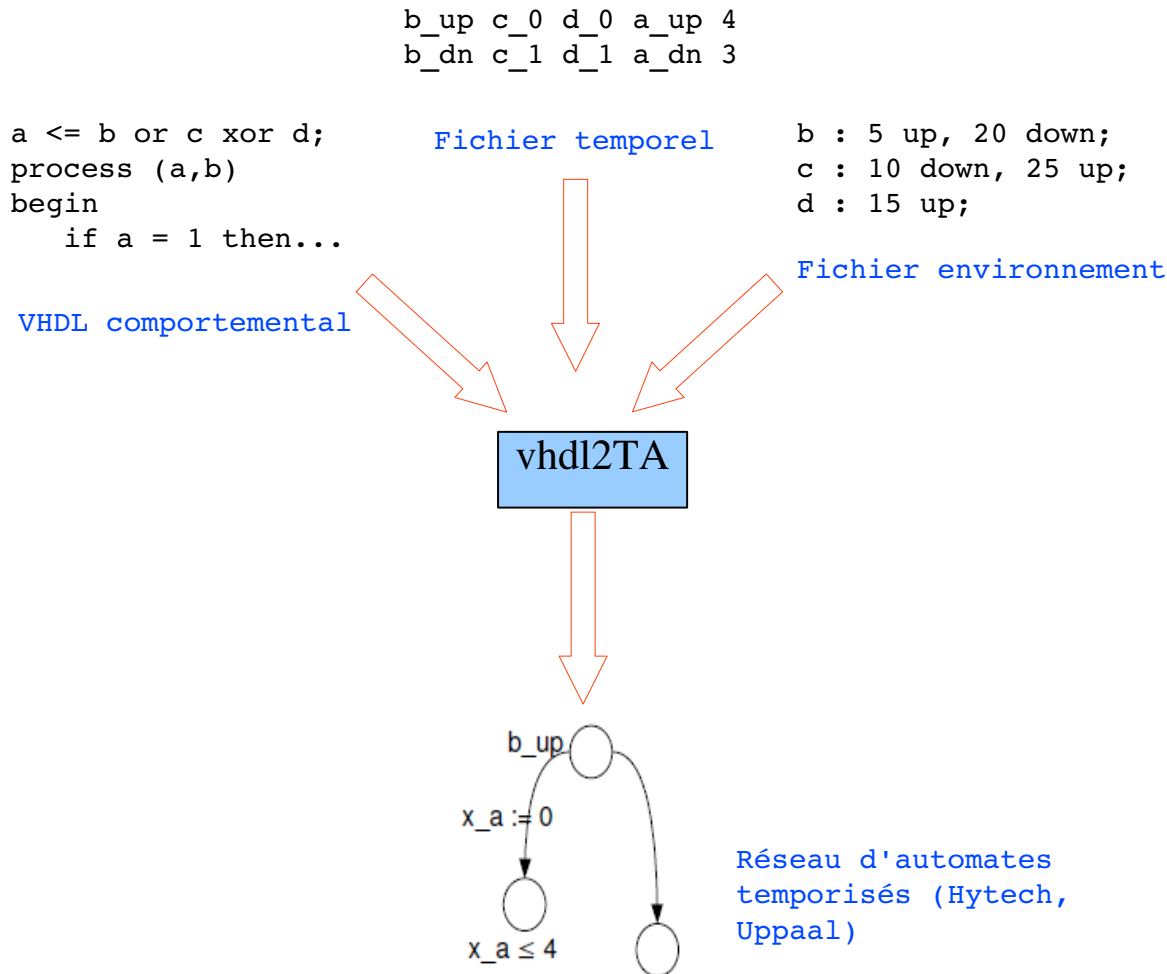 b_up c_0 d_0 a_up 4
b_dn c_1 d_1 a_dn 3
a <= b or c xor d;
process (a,b)
begin
if a = 1 then...
VHDL comportemental
Fichier temporel
b : 5 up, 20 down;
c : 10 down, 25 up;
d : 15 up;
Fichier environnement
vhdl2TA
b_up
x_a := 0
x_a ≤ 4
Réseau d'automates
temporisés (Hytech,
Uppaal)